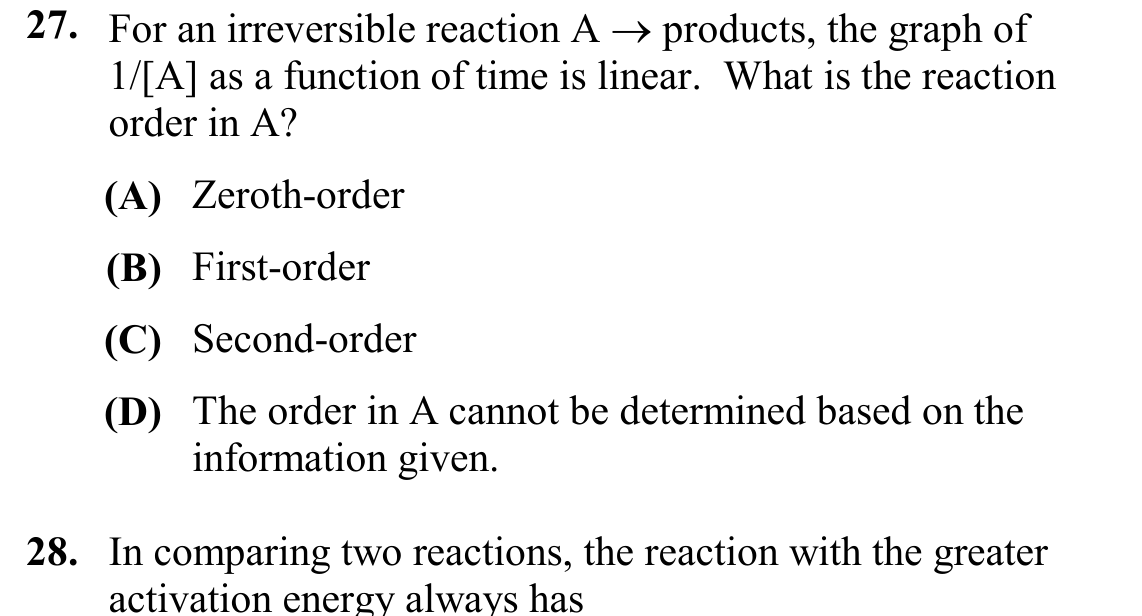 27. For an irreversible reaction A → products, the graph of
1/[A] as a function of time is linear. What is the reaction
order in A?
(A) Zeroth-order
(B) First-order
(C) Second-order
(D) The order in A cannot be determined based on the
information given.
28. In comparing two reactions, the reaction with the greater
activation energy always has